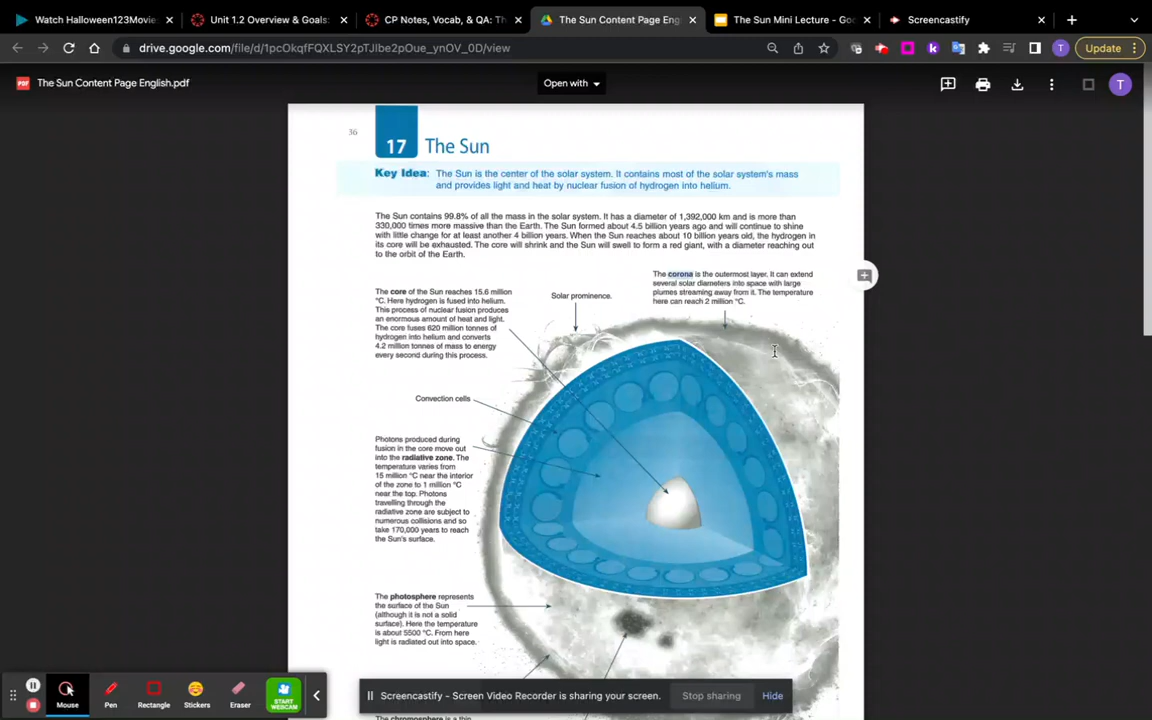 Watch Halloween123Movie
Unit 1.2 Overview & Goals:
CP Notes, Vocab, & QA: Th
The Sun Content Page Engli
The Sun Mini Lecture - Goo
Screencastify
drive.google.com/file/d/1pcOkqfFQXLSY2pTJlbe2pOue_ynOV_0D/view
T
Update
PDF
The Sun Content Page English.pdf
Open with
T
36
17 The Sun
Key Idea: The Sun is the center of the solar system. It contains most of the solar system's mass
and provides light and heat by nuclear fusion of hydrogen into helium.
The Sun contains 99.8% of all the mass in the solar system. It has a diameter of 1,392,000 km and is more than
330,000 times more massive than the Earth. The Sun formed about 4.5 billion years ago and will continue to shine
with little change for at least another 4 billion years. When the Sun reaches about 10 billion years old, the hydrogen in
its core will be exhausted. The core will shrink and the Sun will swell to form a red giant, with a diameter reaching out
to the orbit of the Earth.
The corona is the outermost layer. It can extend
several solar diameters into space with large
plumes streaming away from it. The temperature
here can reach 2 million °C.
Solar prominence.
The core of the Sun reaches 15.6 million
°C. Here hydrogen is fused into helium.
This process of nuclear fusion produces
an enormous amount of heat and light.
The core fuses 620 million tonnes of
hydrogen into helium and converts
4.2 million tonnes of mass to energy
every second during this process.
Convection cells
Photons produced during
fusion in the core move out
into the radiative zone. The
temperature varies from
15 million °C near the interior
of the zone to 1 million °C
near the top. Photons
travelling through the
radiative zone are subject to
numerous collisions and so
take 170,000 years to reach
the Sun's surface.
The photosphere represents
the surface of the Sun
(although it is not a solid
surface). Here the temperature
is about 5500 °C. From here
light is radiated out into space.
The chromosphere is a thin
Mouse
Pen
Rectangle
Stickers
Eraser
START
WEBCAM
Screencastify - Screen Video Recorder is sharing your screen.
Stop sharing
Hide